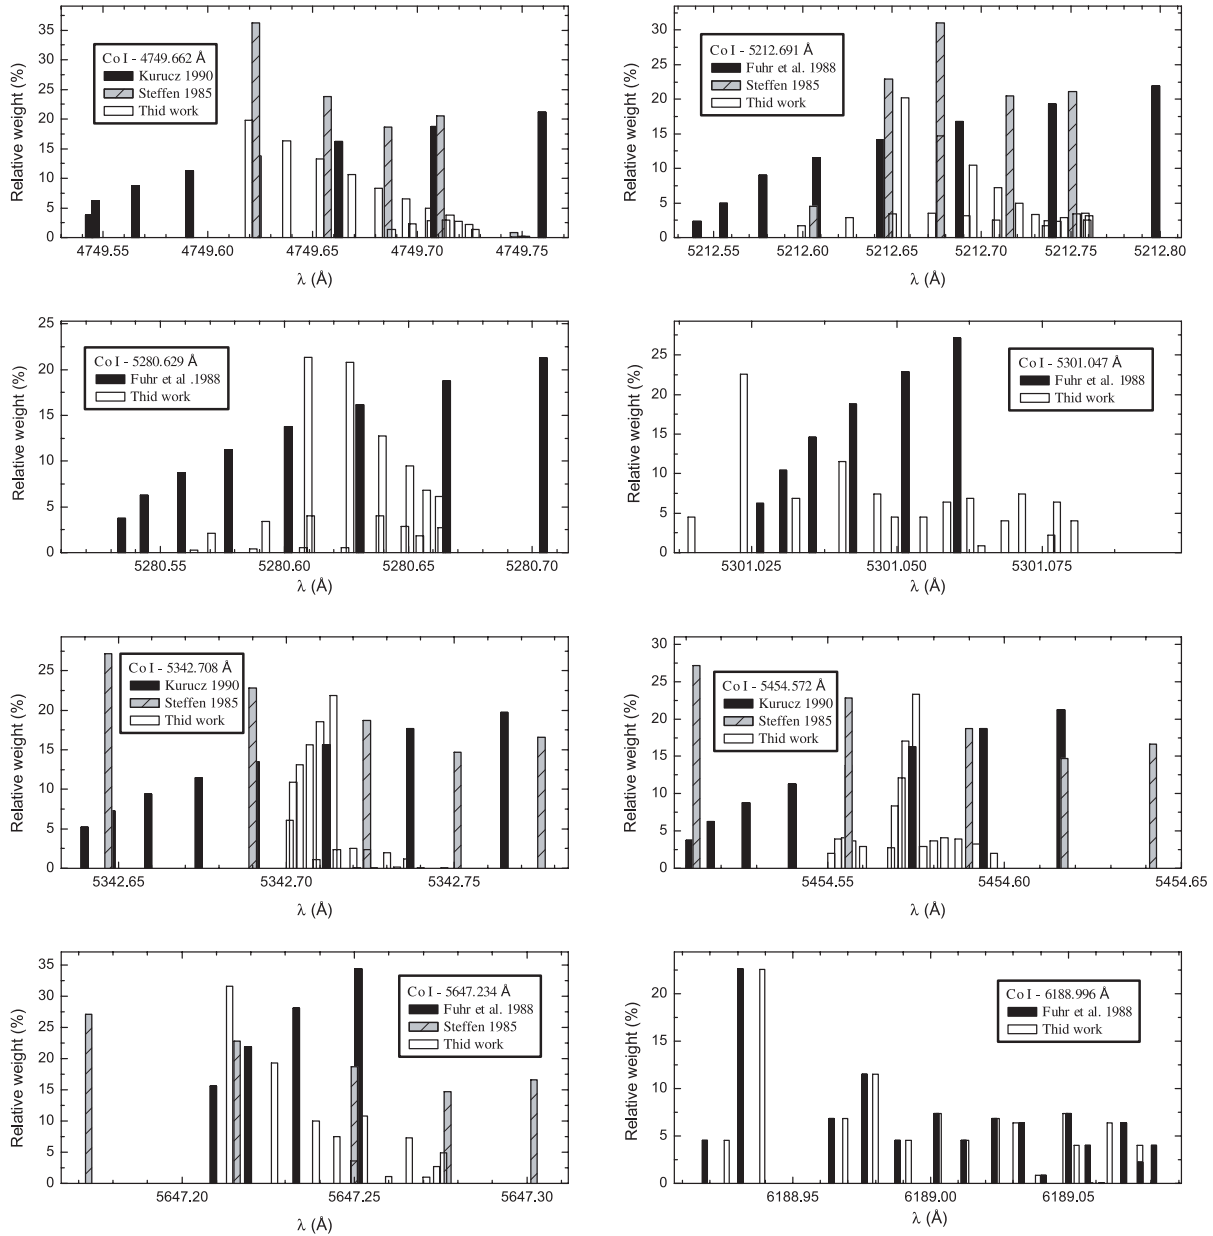 Relative weight (%)
35
30
25
20
15
10
5
0
Co I - 4749.662 Å
Kurucz 1990
Steffen 1985
Thid work
4749.55
4749.60
4749.65
4749.70
4749.75
λ (Å)
Relative weight (%)
30
25
20
15
10
5
0
Co I - 5212.691 Å
Fuhr et al. 1988
Steffen 1985
Thid work
5212.55
5212.60
5212.65
5212.70
5212.75
5212.80
λ (Å)
Relative weight (%)
25
20
15
10
5
0
Co I - 5280.629 Å
Fuhr et al .1988
Thid work
5280.55
5280.60
5280.65
5280.70
λ (Å)
Relative weight (%)
25
20
15
10
5
0
Co I - 5301.047 Å
Fuhr et al. 1988
Thid work
5301.025
5301.050
5301.075
λ (Å)
Relative weight (%)
25
20
15
10
5
0
Co I - 5342.708 Å
Kurucz 1990
Steffen 1985
Thid work
5342.65
5342.70
5342.75
λ (Å)
Relative weight (%)
30
25
20
15
10
5
0
Co I - 5454.572 Å
Kurucz 1990
Steffen 1985
Thid work
5454.55
5454.60
5454.65
λ (Å)
Relative weight (%)
35
30
25
20
15
10
5
0
Co I - 5647.234 Å
Fuhr et al. 1988
Steffen 1985
Thid work
5647.20
5647.25
5647.30
λ (Å)
Relative weight (%)
20
15
10
5
0
Co I - 6188.996 Å
Fuhr et al. 1988
Thid work
6188.95
6189.00
6189.05
λ (Å)